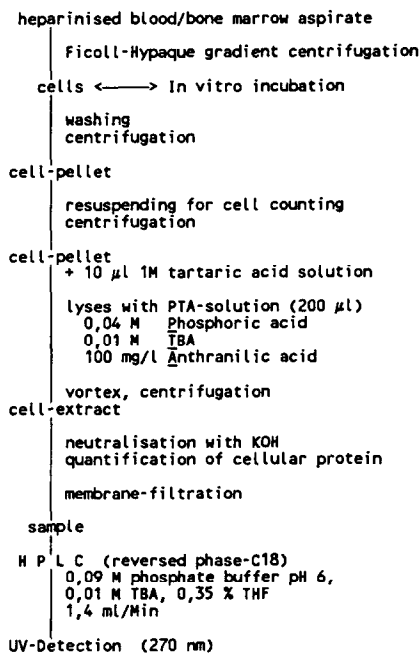 heparinised blood/bone marrow aspirate
Ficoll-Hypaque gradient centrifugation
cells <----> In vitro incubation
washing
centrifugation
cell-pellet
resuspending for cell counting
centrifugation
cell-pellet
+ 10 µl 1M tartaric acid solution
lyses with PTA-solution (200 µl)
0,04 M Phosphoric acid
0,01 M TBA
100 mg/l Anthranilic acid
vortex, centrifugation
cell-extract
neutralisation with KOH
quantification of cellular protein
membrane-filtration
sample
H P L C (reversed phase-C18)
0,09 M phosphate buffer pH 6,
0,01 M TBA, 0,35 % THF
1,4 ml/Min
UV-Detection (270 nm)